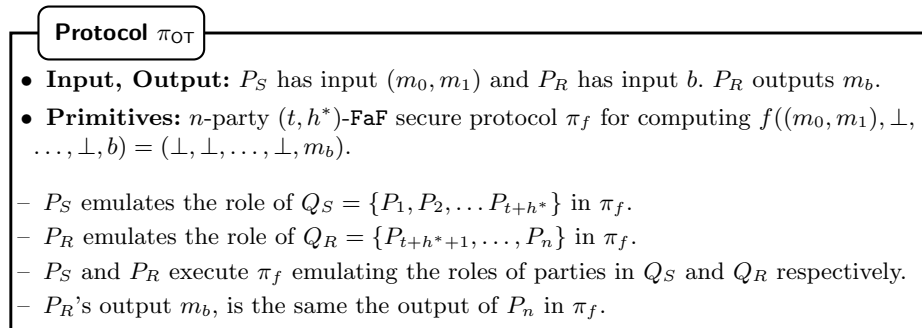 Protocol π_OT
• Input, Output: P_S has input (m_0, m_1) and P_R has input b. P_R outputs m_b.
• Primitives: n-party (t, h*)-FaF secure protocol π_f for computing f((m_0, m_1), ⊥,
. . . , ⊥, b) = (⊥, ⊥, . . . , ⊥, m_b).
– P_S emulates the role of Q_S = {P_1, P_2, . . . P_{t+h*}} in π_f.
– P_R emulates the role of Q_R = {P_{t+h*+1}, . . . , P_n} in π_f.
– P_S and P_R execute π_f emulating the roles of parties in Q_S and Q_R respectively.
– P_R's output m_b, is the same the output of P_n in π_f.